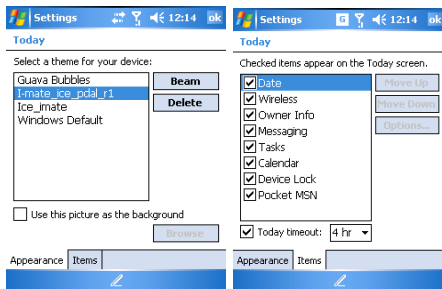 Settings 12:14 ok
Today
Select a theme for your device:
Guava Bubbles
I-mate_ice_pdal_r1
Ice_imate
Windows Default
Beam
Delete
Use this picture as the background
Browse
Appearance Items
Settings G 12:14 ok
Today
Checked items appear on the Today screen.
Date
Wireless
Owner Info
Messaging
Tasks
Calendar
Device Lock
Pocket MSN
Move Up
Move Down
Options...
Today timeout: 4 hr
Appearance Items